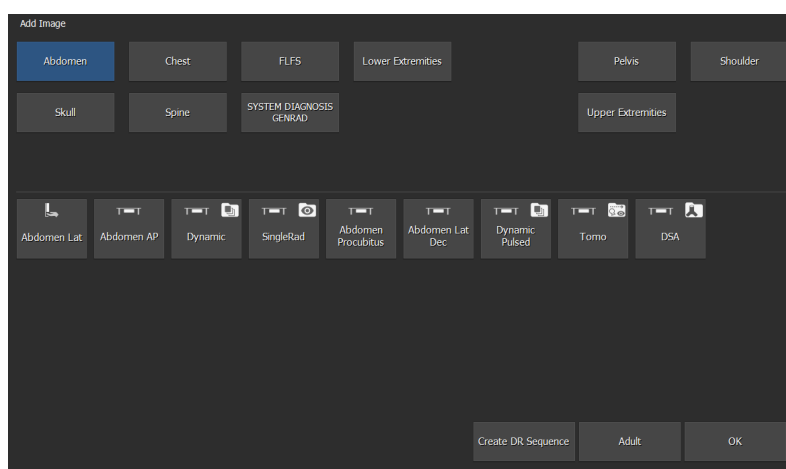 Add Image
Abdomen
Chest
FLFS
Lower Extremities
Pelvis
Shoulder
Skull
Spine
SYSTEM DIAGNOSIS
GENRAD
Upper Extremities
Abdomen Lat
Abdomen AP
Dynamic
SingleRad
Abdomen
Procubitus
Abdomen Lat
Dec
Dynamic
Pulsed
Tomo
DSA
Create DR Sequence
Adult
OK